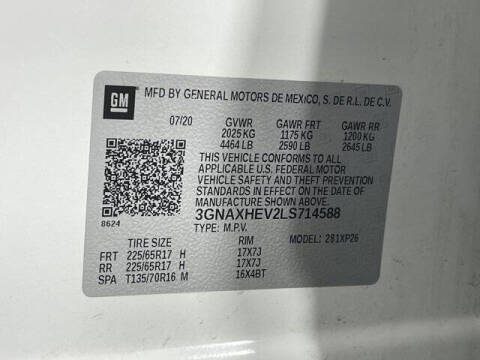 GM
MFD BY GENERAL MOTORS DE MEXICO, S. DE R.L. DE C.V.
07/20 GVWR GAWR FRT GAWR RR
2025 KG 1175 KG 1200 KG
4464 LB 2590 LB 2645 LB
THIS VEHICLE CONFORMS TO ALL
APPLICABLE U.S. FEDERAL MOTOR
VEHICLE SAFETY AND THEFT PREVENTION
STANDARDS IN EFFECT ON THE DATE OF
MANUFACTURE SHOWN ABOVE.
8624 3GNAXHEV2LS714588
TYPE: M.P.V. MODEL: 281XP26
TIRE SIZE RIM
FRT 225/65R17 H 17X7J
RR 225/65R17 H 17X7J
SPA T135/70R16 M 16X4BT